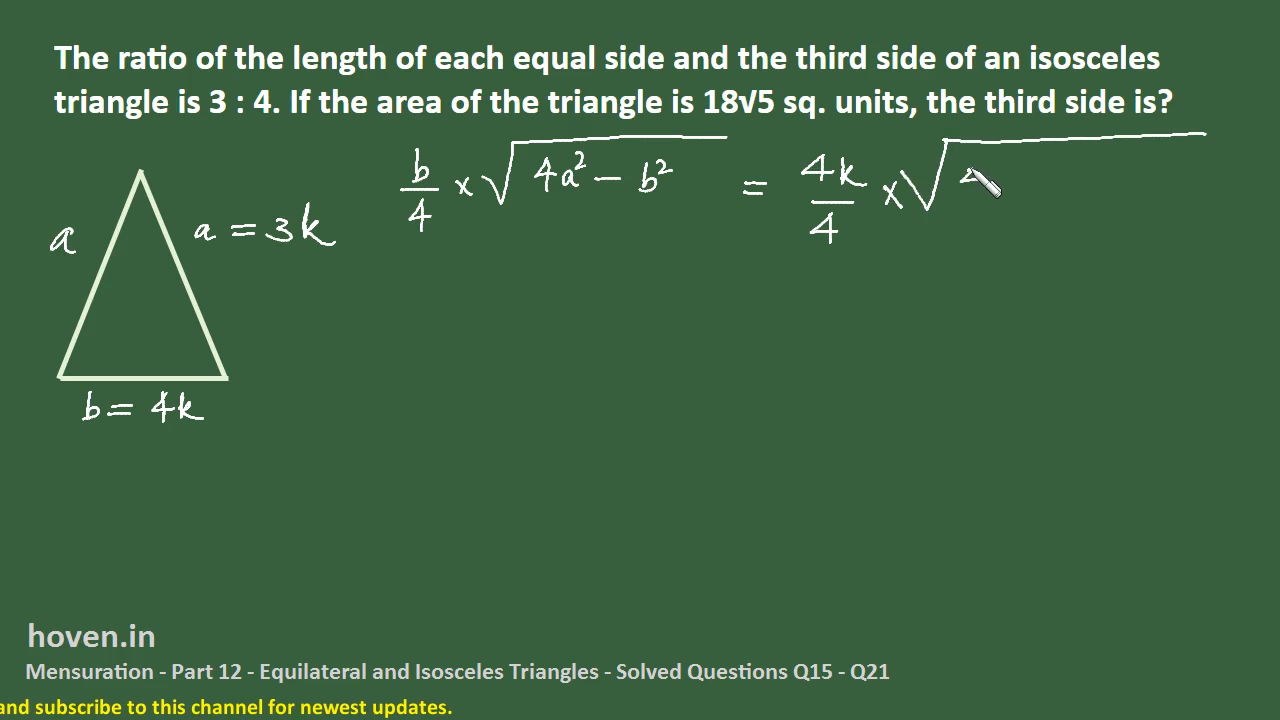 The ratio of the length of each equal side and the third side of an isosceles
triangle is 3 : 4. If the area of the triangle is 18√5 sq. units, the third side is?
b/4 × √(4a² − b²) = 4k/4 × √
a
a = 3k
b = 4k
hoven.in
Mensuration - Part 12 - Equilateral and Isosceles Triangles - Solved Questions Q15 - Q21
and subscribe to this channel for newest updates.